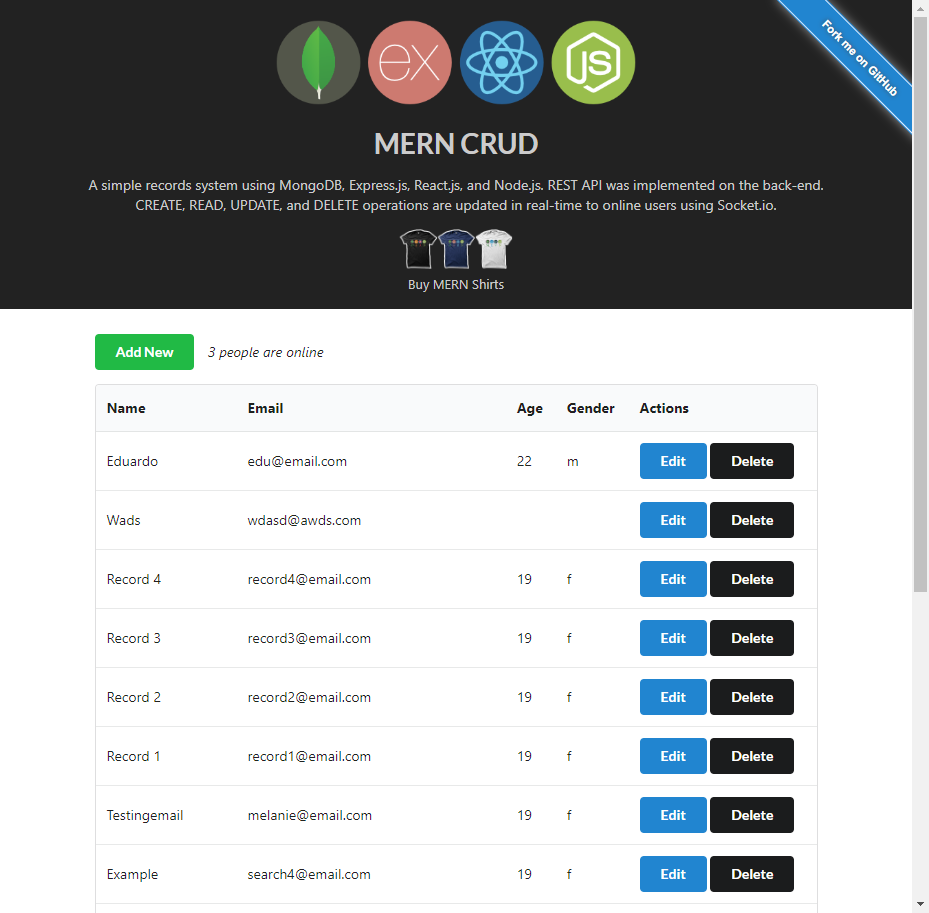 ex
JS
Fork me on GitHub
MERN CRUD
A simple records system using MongoDB, Express.js, React.js, and Node.js. REST API was implemented on the back-end.
CREATE, READ, UPDATE, and DELETE operations are updated in real-time to online users using Socket.io.
Buy MERN Shirts
Add New 3 people are online
Name Email Age Gender Actions
Eduardo edu@email.com 22 m Edit Delete
Wads wdasd@awds.com Edit Delete
Record 4 record4@email.com 19 f Edit Delete
Record 3 record3@email.com 19 f Edit Delete
Record 2 record2@email.com 19 f Edit Delete
Record 1 record1@email.com 19 f Edit Delete
Testingemail melanie@email.com 19 f Edit Delete
Example search4@email.com 19 f Edit Delete